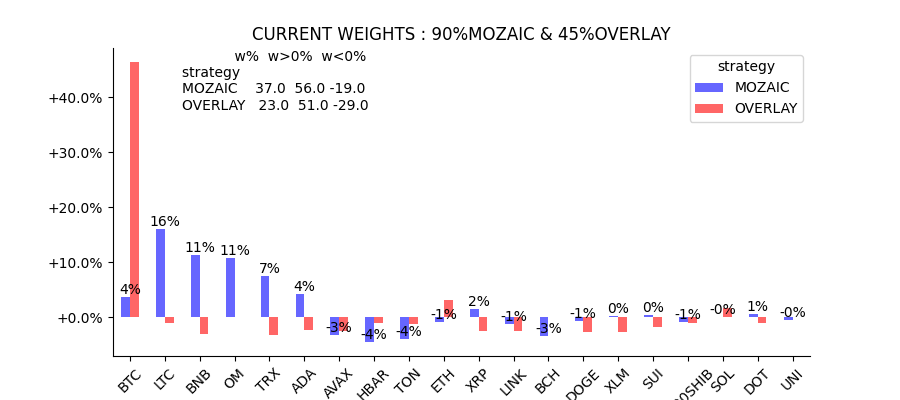 CURRENT WEIGHTS : 90%MOZAIC & 45%OVERLAY
w% w>0% w<0%
strategy
MOZAIC 37.0 56.0 -19.0
OVERLAY 23.0 51.0 -29.0
strategy
MOZAIC
OVERLAY
+40.0%
+30.0%
+20.0%
+10.0%
+0.0%
4% 16% 11% 11% 7% 4% -3% -4% -4% -1% 2% -1% -3% -1% 0% 0% -1% -0% 1% -0%
BTC LTC BNB OM TRX ADA AVAX HBAR TON ETH XRP LINK BCH DOGE XLM SUI 0SHIB SOL DOT UNI